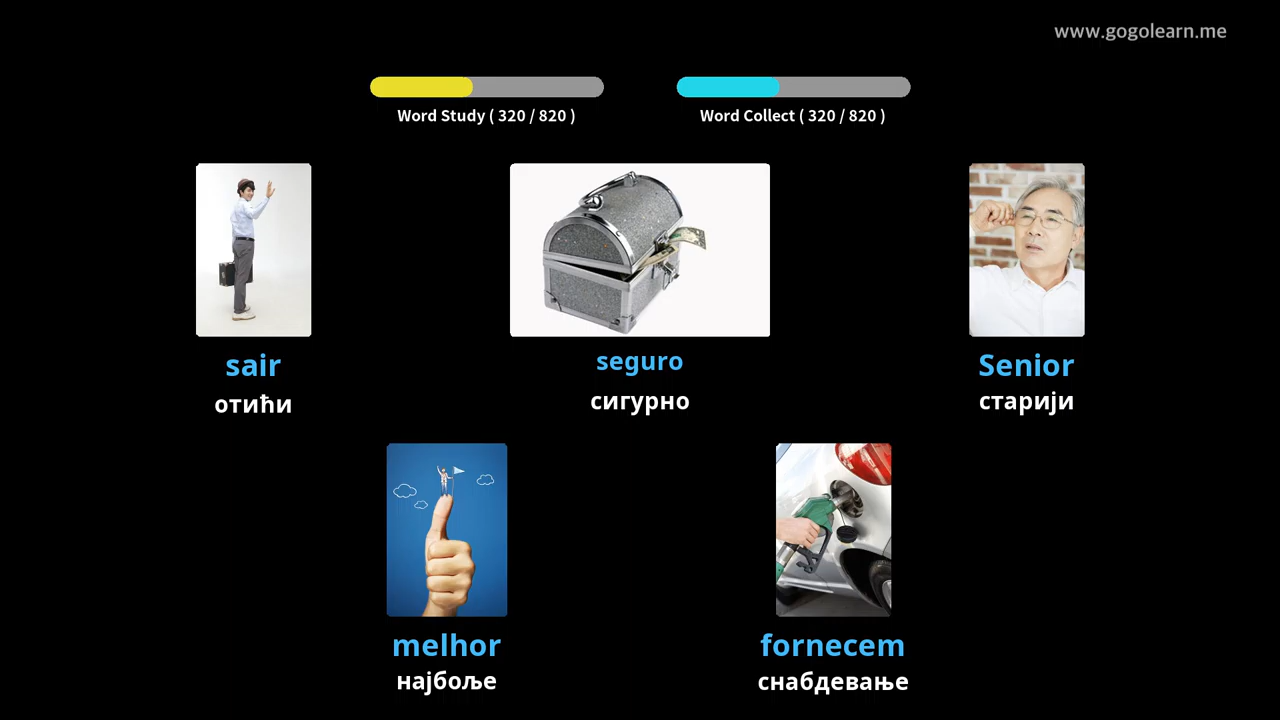 www.gogolearn.me
Word Study ( 320 / 820 )
Word Collect ( 320 / 820 )
sair
отићи
seguro
сигурно
Senior
старији
melhor
најбоље
fornecem
снабдевање